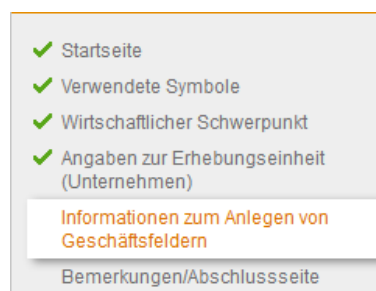 Startseite
Verwendete Symbole
Wirtschaftlicher Schwerpunkt
Angaben zur Erhebungseinheit
(Unternehmen)
Informationen zum Anlegen von
Geschäftsfeldern
Bemerkungen/Abschlussseite